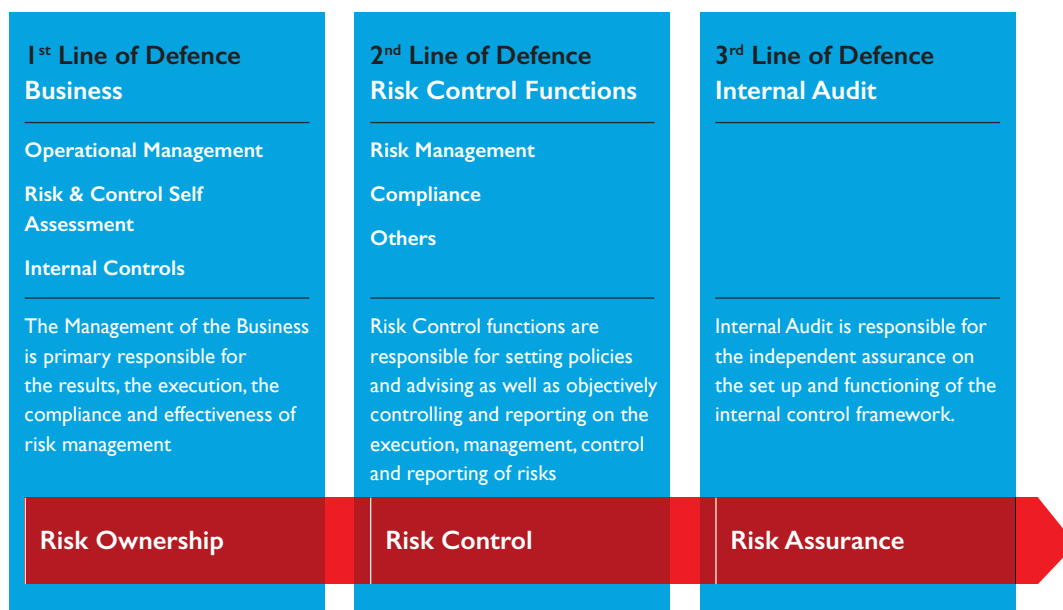 1st Line of Defence
Business
Operational Management
Risk & Control Self
Assessment
Internal Controls
The Management of the Business
is primary responsible for
the results, the execution, the
compliance and effectiveness of
risk management
Risk Ownership
2nd Line of Defence
Risk Control Functions
Risk Management
Compliance
Others
Risk Control functions are
responsible for setting policies
and advising as well as objectively
controlling and reporting on the
execution, management, control
and reporting of risks
Risk Control
3rd Line of Defence
Internal Audit
Internal Audit is responsible for
the independent assurance on
the set up and functioning of the
internal control framework.
Risk Assurance